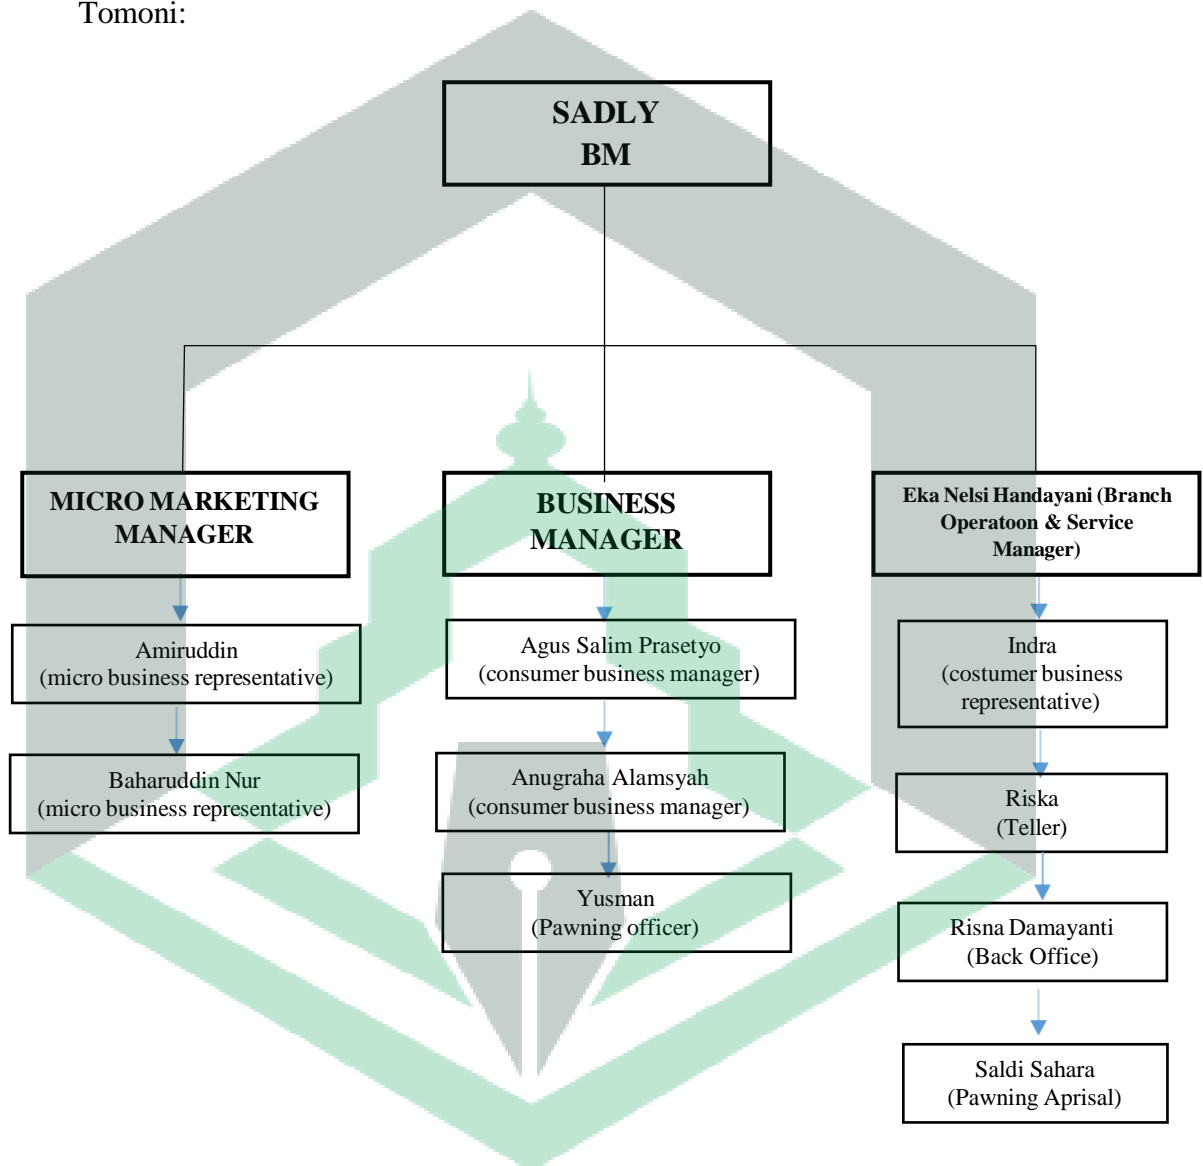 Tomoni:
SADLY
BM
MICRO MARKETING
MANAGER
BUSINESS
MANAGER
Eka Nelsi Handayani (Branch
Operatoon & Service
Manager)
Amiruddin
(micro business representative)
Agus Salim Prasetyo
(consumer business manager)
Indra
(costumer business
representative)
Baharuddin Nur
(micro business representative)
Anugraha Alamsyah
(consumer business manager)
Riska
(Teller)
Yusman
(Pawning officer)
Risna Damayanti
(Back Office)
Saldi Sahara
(Pawning Aprisal)